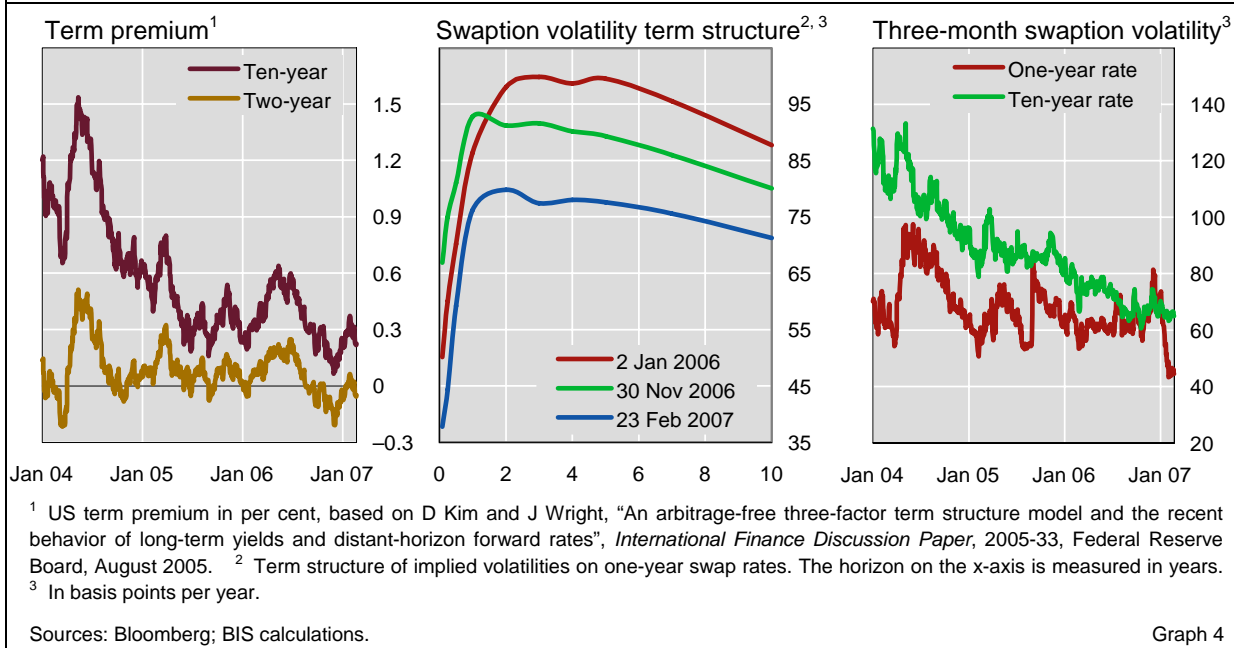 Term premium1
Ten-year
Two-year
1.5
1.2
0.9
0.6
0.3
0
–0.3
Jan 04 Jan 05 Jan 06 Jan 07
Swaption volatility term structure2, 3
2 Jan 2006
30 Nov 2006
23 Feb 2007
95
85
75
65
55
45
35
0 2 4 6 8 10
Three-month swaption volatility3
One-year rate
Ten-year rate
140
120
100
80
60
40
20
Jan 04 Jan 05 Jan 06 Jan 07
1 US term premium in per cent, based on D Kim and J Wright, “An arbitrage-free three-factor term structure model and the recent
behavior of long-term yields and distant-horizon forward rates”, International Finance Discussion Paper, 2005-33, Federal Reserve
Board, August 2005. 2 Term structure of implied volatilities on one-year swap rates. The horizon on the x-axis is measured in years.
3 In basis points per year.
Sources: Bloomberg; BIS calculations. Graph 4